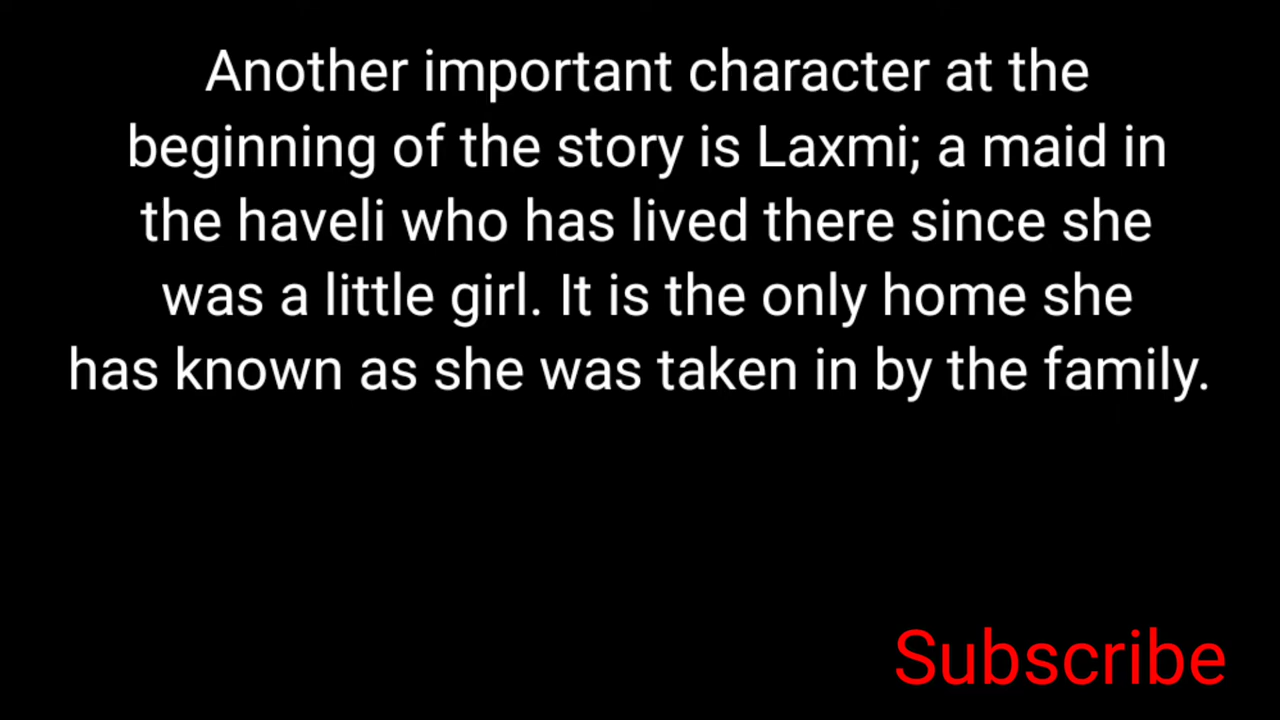 Another important character at the
beginning of the story is Laxmi; a maid in
the haveli who has lived there since she
was a little girl. It is the only home she
has known as she was taken in by the family.
Subscribe